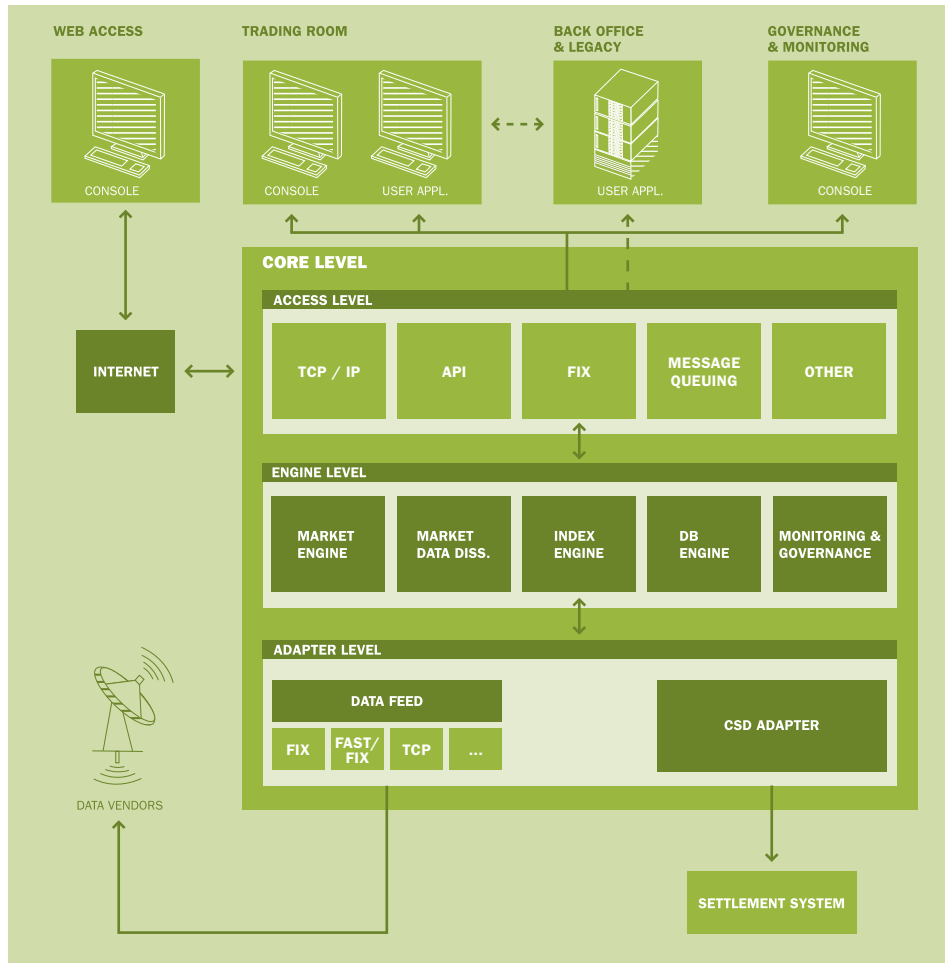 WEB ACCESS
TRADING ROOM
BACK OFFICE
& LEGACY
GOVERNANCE
& MONITORING
CONSOLE
CONSOLE
USER APPL.
USER APPL.
CONSOLE
CORE LEVEL
ACCESS LEVEL
INTERNET
TCP / IP
API
FIX
MESSAGE
QUEUING
OTHER
ENGINE LEVEL
MARKET
ENGINE
MARKET
DATA DISS.
INDEX
ENGINE
DB
ENGINE
MONITORING &
GOVERNANCE
ADAPTER LEVEL
DATA FEED
FIX
FAST/
FIX
TCP
...
CSD ADAPTER
DATA VENDORS
SETTLEMENT SYSTEM